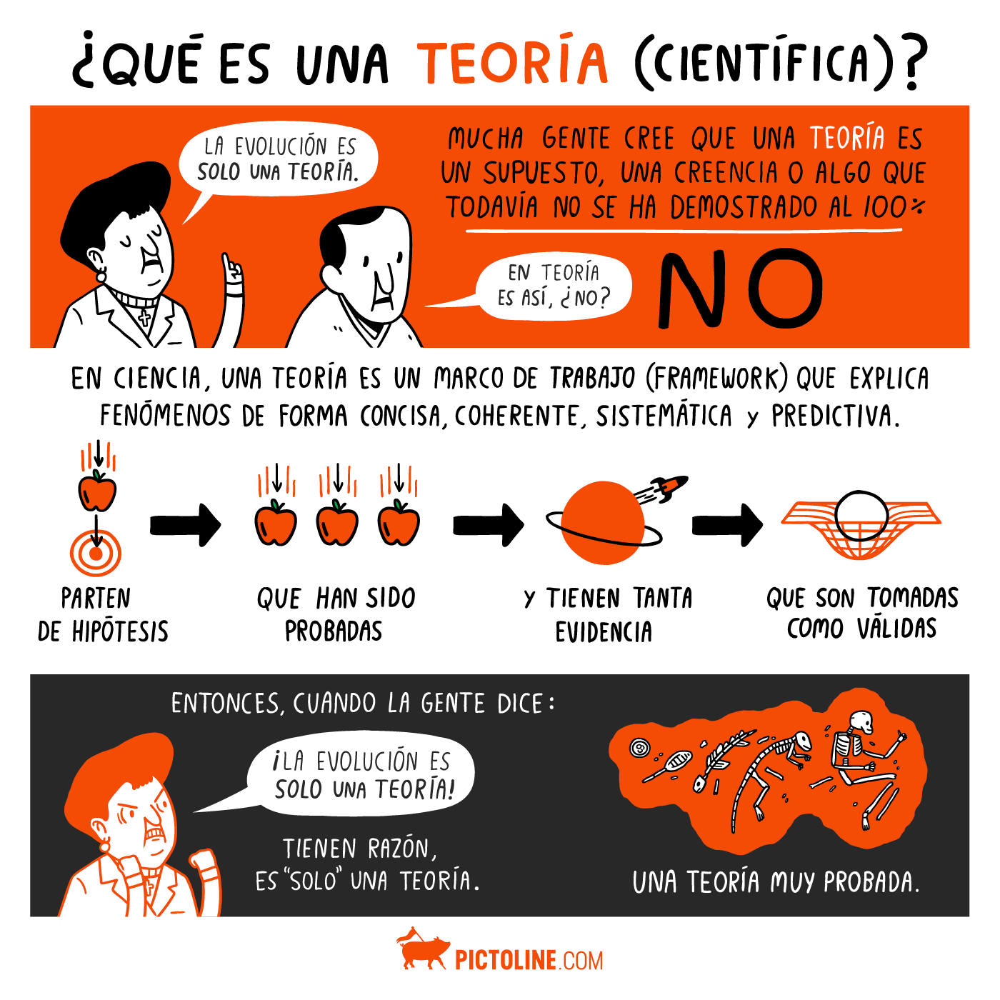 ¿QUÉ ES UNA TEORÍA (CIENTÍFICA)?
LA EVOLUCIÓN ES
SOLO UNA TEORÍA.
MUCHA GENTE CREE QUE UNA TEORÍA ES
UN SUPUESTO, UNA CREENCIA O ALGO QUE
TODAVÍA NO SE HA DEMOSTRADO AL 100%
EN TEORÍA
ES ASÍ, ¿NO?
NO
EN CIENCIA, UNA TEORÍA ES UN MARCO DE TRABAJO (FRAMEWORK) QUE EXPLICA
FENÓMENOS DE FORMA CONCISA, COHERENTE, SISTEMÁTICA Y PREDICTIVA.
PARTEN
DE HIPÓTESIS
QUE HAN SIDO
PROBADAS
Y TIENEN TANTA
EVIDENCIA
QUE SON TOMADAS
COMO VÁLIDAS
ENTONCES, CUANDO LA GENTE DICE:
¡LA EVOLUCIÓN ES
SOLO UNA TEORÍA!
TIENEN RAZÓN,
ES "SOLO" UNA TEORÍA.
UNA TEORÍA MUY PROBADA.
PICTOLINE.COM